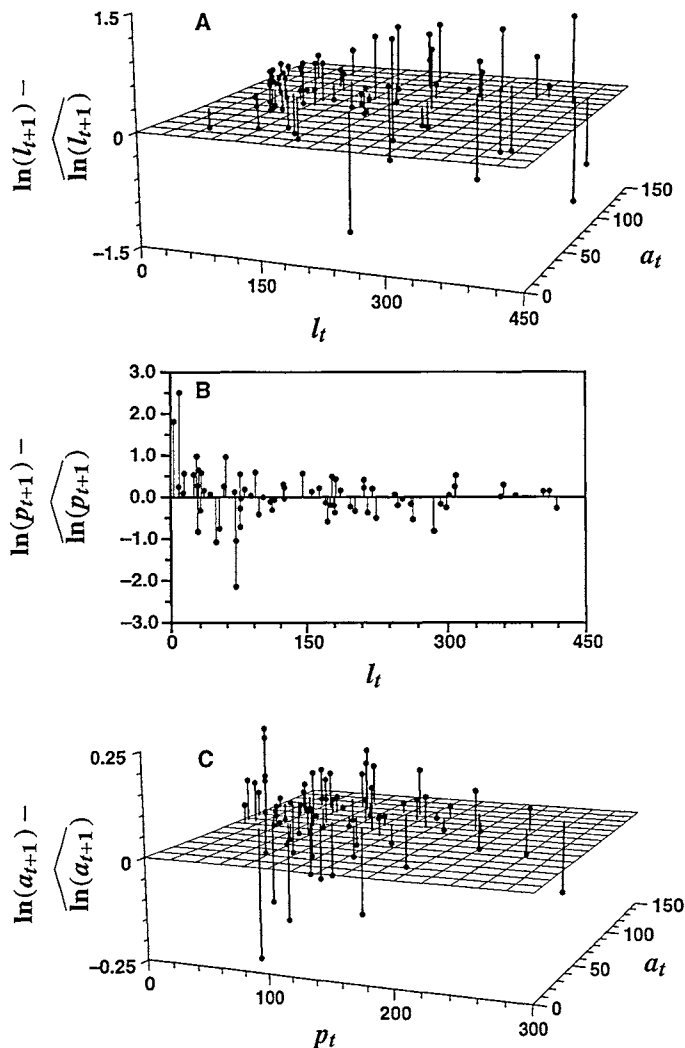 A
ln(l_{t+1}) −
\widehat{ln(l_{t+1})}
1.5
0
−1.5
0
150
300
450
l_t
0
50
100
150
a_t
B
ln(p_{t+1}) −
\widehat{ln(p_{t+1})}
3.0
2.0
1.0
0.0
−1.0
−2.0
−3.0
0
150
300
450
l_t
C
ln(a_{t+1}) −
\widehat{ln(a_{t+1})}
0.25
0
−0.25
0
100
200
300
p_t
0
50
100
150
a_t